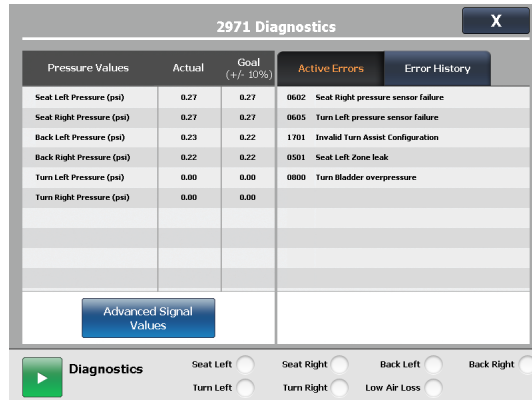 2971 Diagnostics
X
Pressure Values Actual Goal (+/- 10%)
Active Errors Error History
Seat Left Pressure (psi) 0.27 0.27
0602 Seat Right pressure sensor failure
Seat Right Pressure (psi) 0.27 0.27
0605 Turn Left pressure sensor failure
Back Left Pressure (psi) 0.23 0.22
1701 Invalid Turn Assist Configuration
Back Right Pressure (psi) 0.22 0.22
0501 Seat Left Zone leak
Turn Left Pressure (psi) 0.00 0.00
0800 Turn Bladder overpressure
Turn Right Pressure (psi) 0.00 0.00
Advanced Signal
Values
Diagnostics
Seat Left Seat Right Back Left Back Right
Turn Left Turn Right Low Air Loss